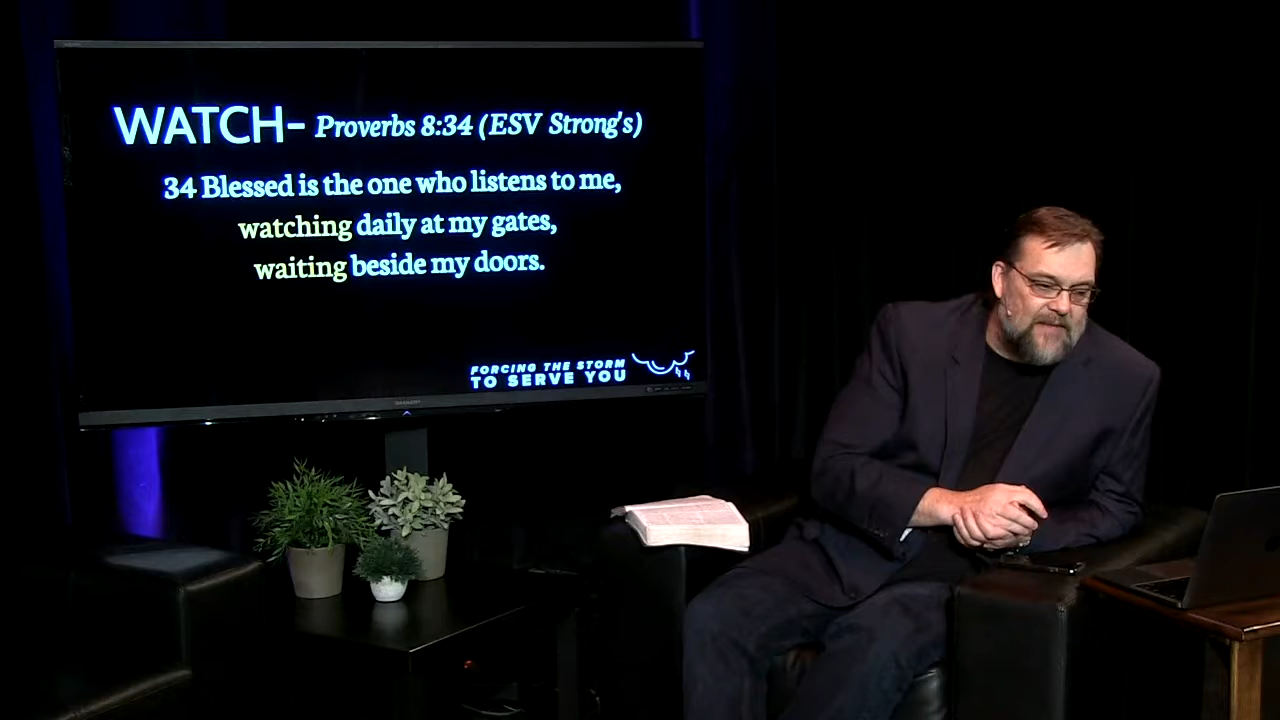 WATCH- Proverbs 8:34 (ESV Strong's)
34 Blessed is the one who listens to me,
watching daily at my gates,
waiting beside my doors.
FORCING THE STORM
TO SERVE YOU